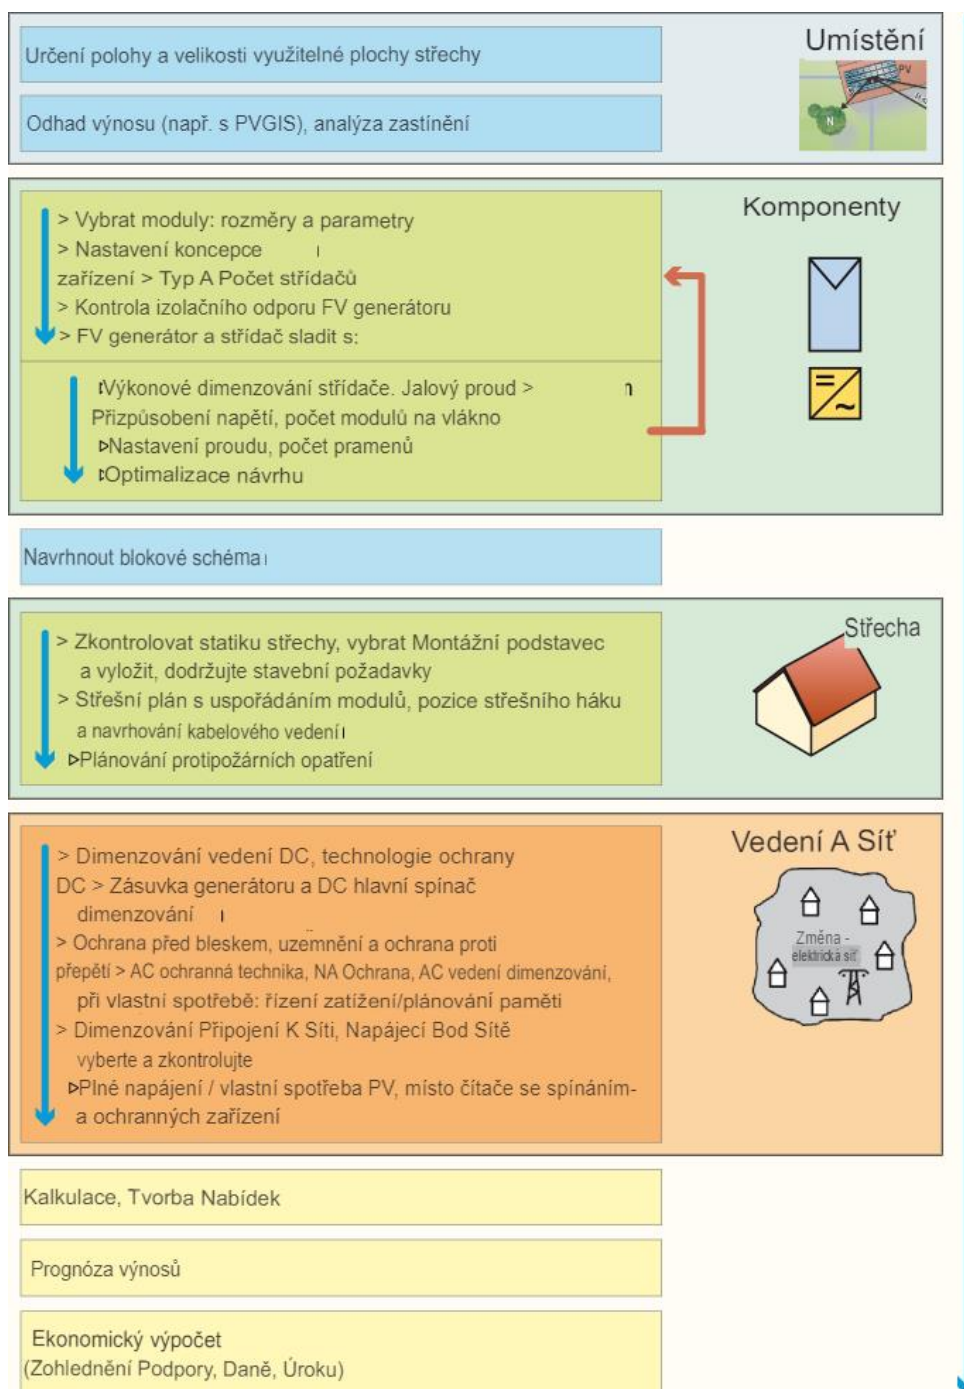 Určení polohy a velikosti využitelné plochy střechy
Umístění
PV
N
Odhad výnosu (např. s PVGIS), analýza zastínění
Komponenty
> Vybrat moduly: rozměry a parametry
> Nastavení koncepce
zařízení > Typ A Počet střídačů
> Kontrola izolačního odporu FV generátoru
> FV generátor a střídač sladit s:
Výkonové dimenzování střídače. Jalový proud >
Přizpůsobení napětí, počet modulů na vlákno
▷Nastavení proudu, počet pramenů
Optimalizace návrhu
Navrhnout blokové schéma
Střecha
> Zkontrolovat statiku střechy, vybrat Montážní podstavec
a vyložit, dodržujte stavební požadavky
> Střešní plán s uspořádáním modulů, pozice střešního háku
a navrhování kabelového vedení
▷Plánování protipožárních opatření
Vedení A Síť
> Dimenzování vedení DC, technologie ochrany
DC > Zásuvka generátoru a DC hlavní spínač
dimenzování
> Ochrana před bleskem, uzemnění a ochrana proti
přepětí > AC ochranná technika, NA Ochrana, AC vedení dimenzování,
při vlastní spotřebě: řízení zatížení/plánování paměti
> Dimenzování Připojení K Síti, Napájecí Bod Sítě
vyberte a zkontrolujte
▷Plné napájení / vlastní spotřeba PV, místo čítače se spínáním-
a ochranných zařízení
Změna -
elektrická síť
Kalkulace, Tvorba Nabídek
Prognóza výnosů
Ekonomický výpočet
(Zohlednění Podpory, Daně, Úroku)